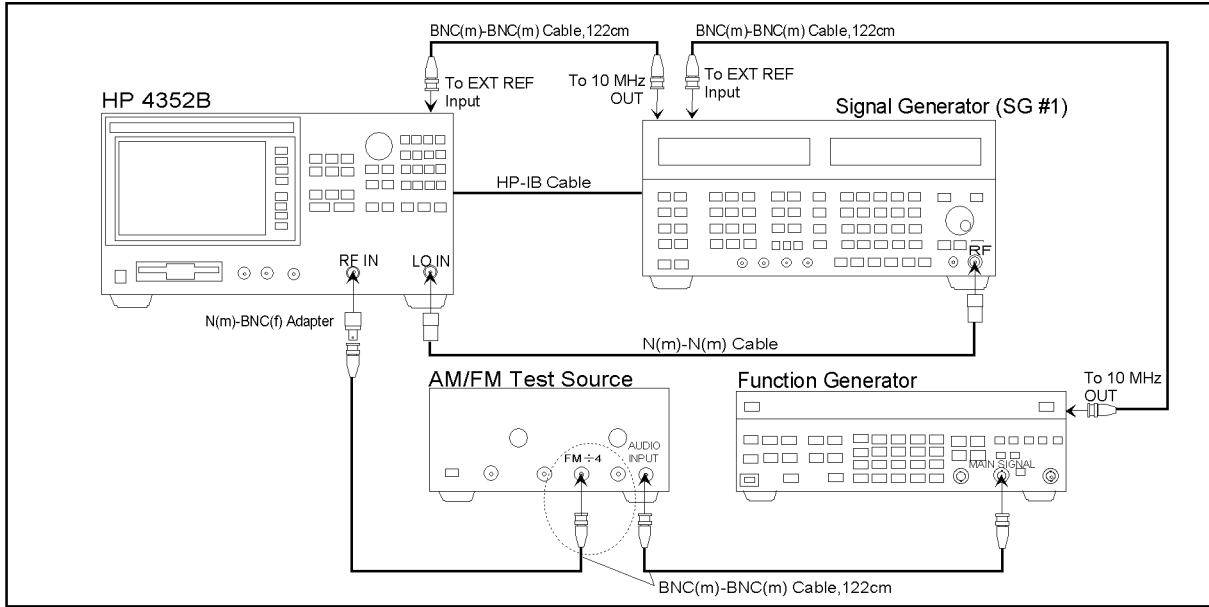 BNC(m)-BNC(m) Cable,122cm
BNC(m)-BNC(m) Cable,122cm
To EXT REF
Input
To 10 MHz
OUT
To EXT REF
Input
HP 4352B
Signal Generator (SG #1)
HP-IB Cable
RF IN
LO IN
RF
N(m)-BNC(f) Adapter
N(m)-N(m) Cable
AM/FM Test Source
Function Generator
To 10 MHz
OUT
AUDIO
INPUT
FM÷4
MAIN SIGNAL
BNC(m)-BNC(m) Cable,122cm